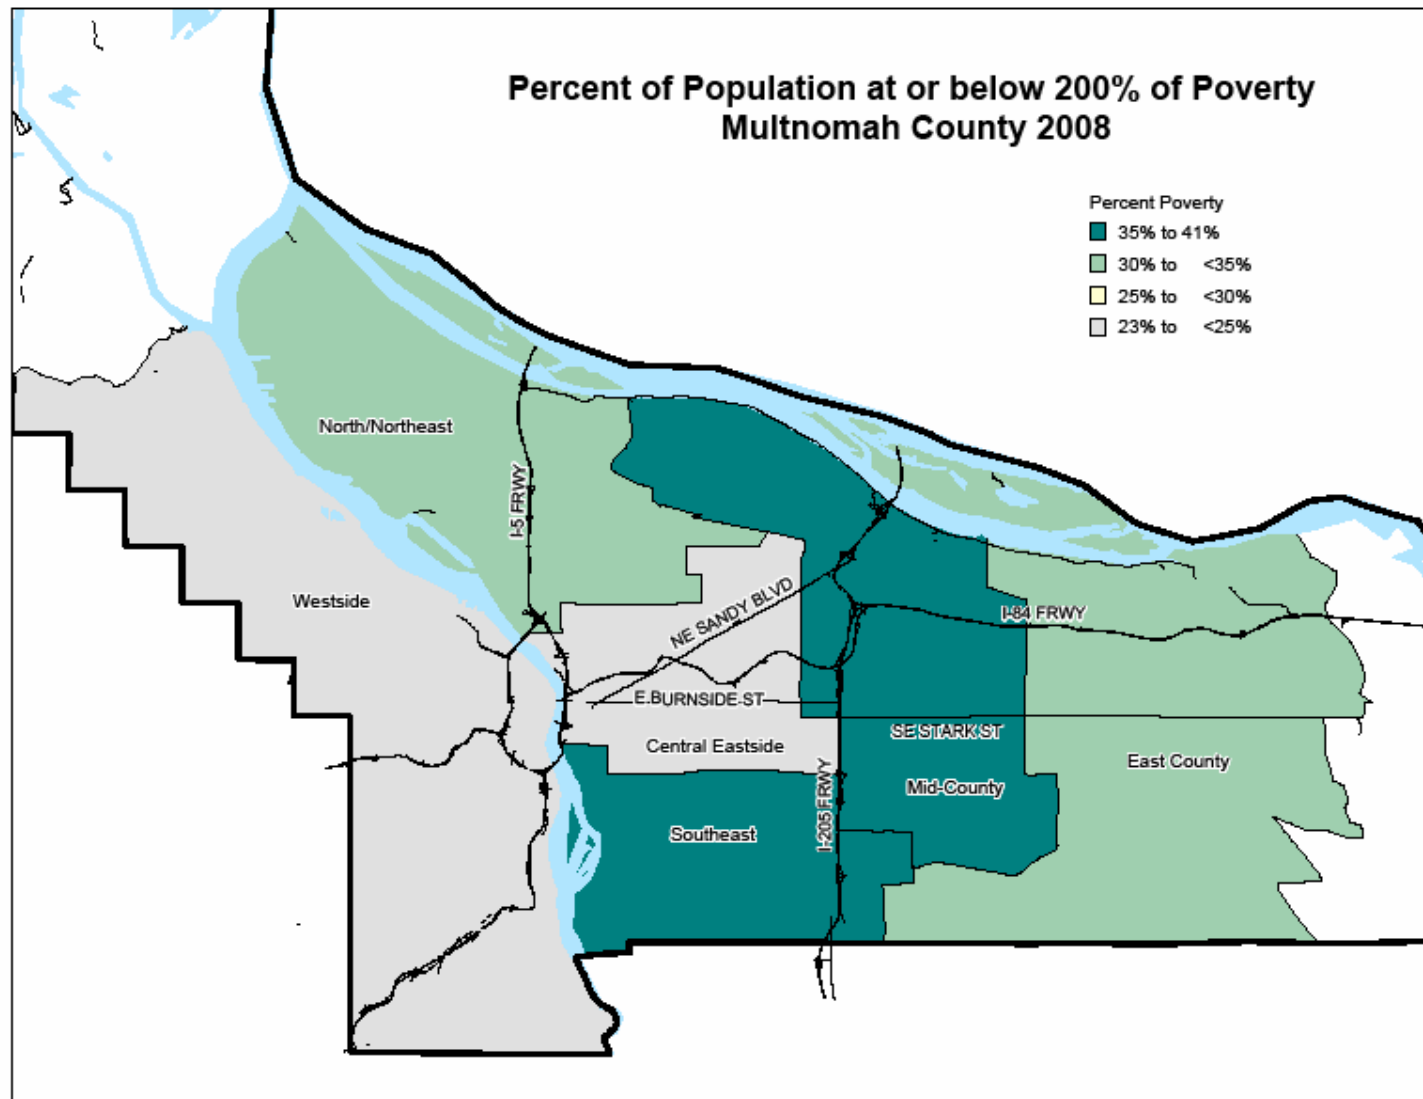 Percent of Population at or below 200% of Poverty
Multnomah County 2008
Percent Poverty
35% to 41%
30% to <35%
25% to <30%
23% to <25%
North/Northeast
I-5 FRWY
Westside
NE SANDY BLVD
I-84 FRWY
E BURNSIDE ST
SE STARK ST
Central Eastside
East County
Mid-County
I-205 FRWY
Southeast